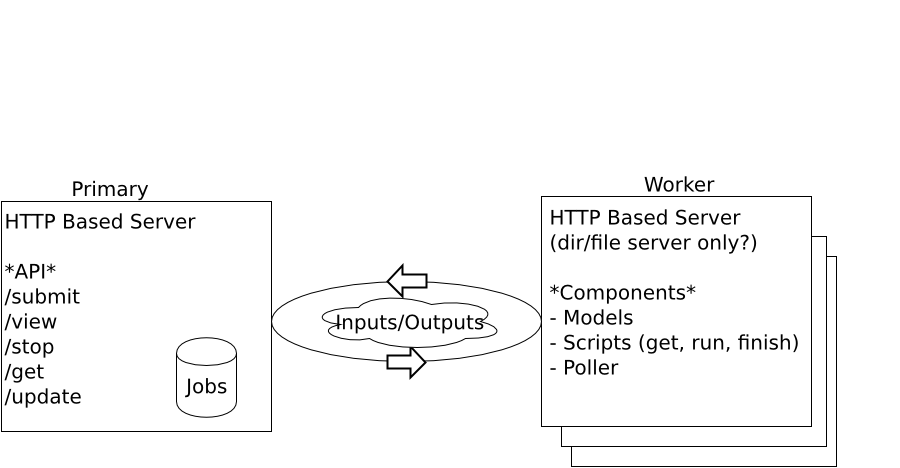 Primary
HTTP Based Server
*API*
/submit
/view
/stop
/get
/update
Jobs
Inputs/Outputs
Worker
HTTP Based Server
(dir/file server only?)
*Components*
- Models
- Scripts (get, run, finish)
- Poller